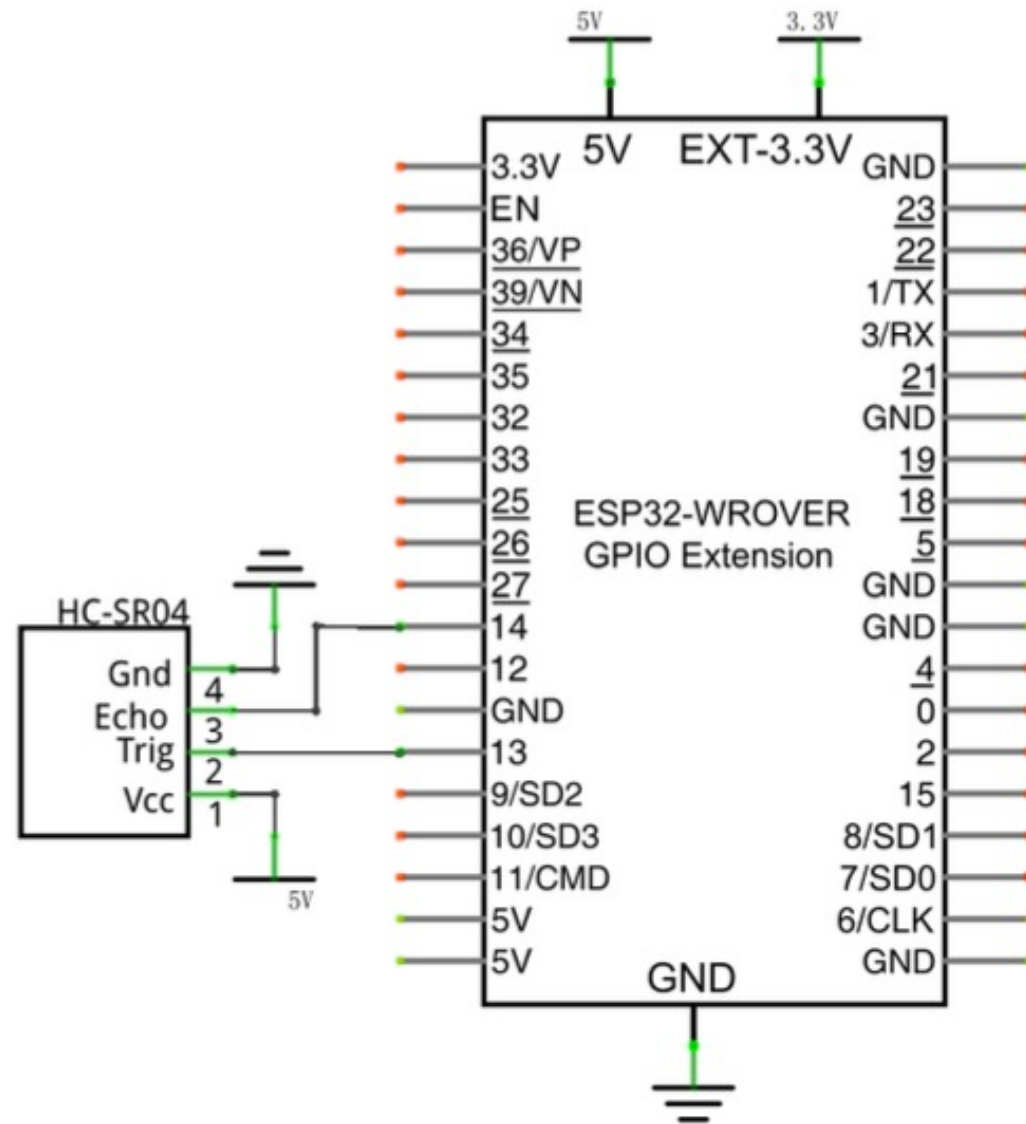 5V
3.3V
5V
EXT-3.3V
3.3V
EN
36/VP
39/VN
34
35
32
33
25
26
27
14
12
GND
13
9/SD2
10/SD3
11/CMD
5V
5V
GND
23
22
1/TX
3/RX
21
GND
19
18
5
GND
GND
4
0
2
15
8/SD1
7/SD0
6/CLK
GND
ESP32-WROVER
GPIO Extension
GND
HC-SR04
Gnd
4
Echo
3
Trig
2
Vcc
1
5V